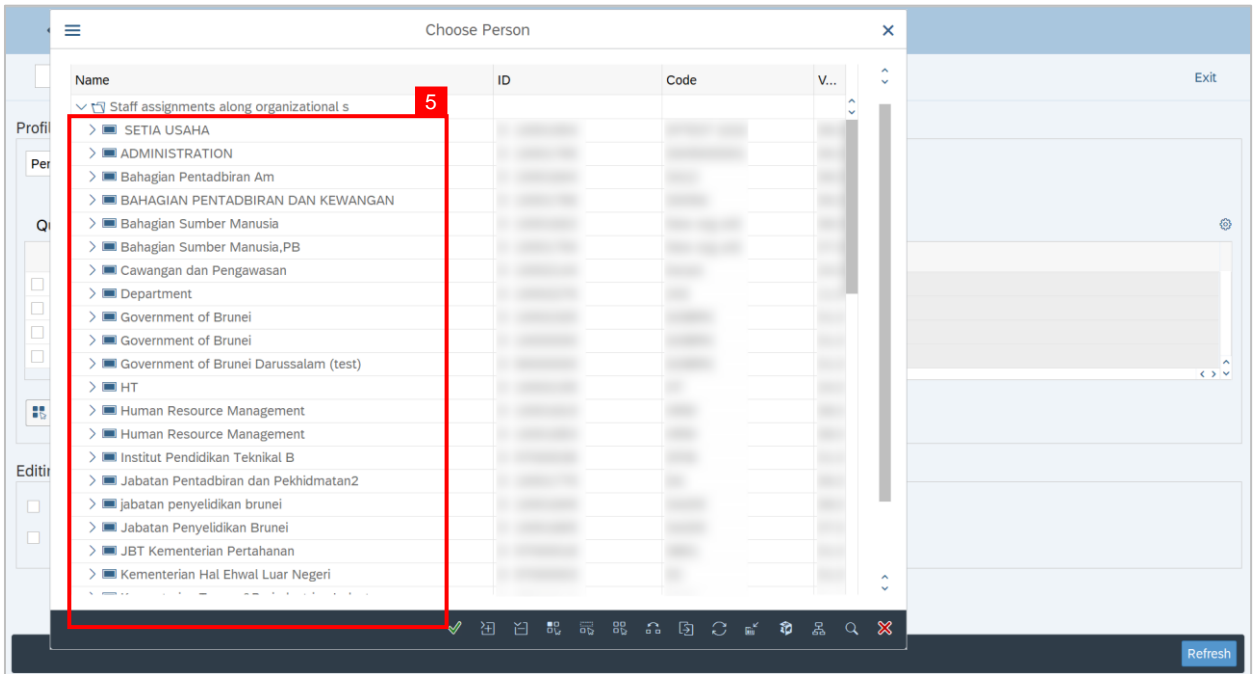 Choose Person
Name ID Code V...
Exit
Staff assignments along organizational s
5
SETIA USAHA
ADMINISTRATION
Bahagian Pentadbiran Am
BAHAGIAN PENTADBIRAN DAN KEWANGAN
Bahagian Sumber Manusia
Bahagian Sumber Manusia,PB
Cawangan dan Pengawasan
Department
Government of Brunei
Government of Brunei
Government of Brunei Darussalam (test)
HT
Human Resource Management
Human Resource Management
Institut Pendidikan Teknikal B
Jabatan Pentadbiran dan Pekhidmatan2
jabatan penyelidikan brunei
Jabatan Penyelidikan Brunei
JBT Kementerian Pertahanan
Kementerian Hal Ehwal Luar Negeri
Profil
Per
Qu
Editin
Refresh